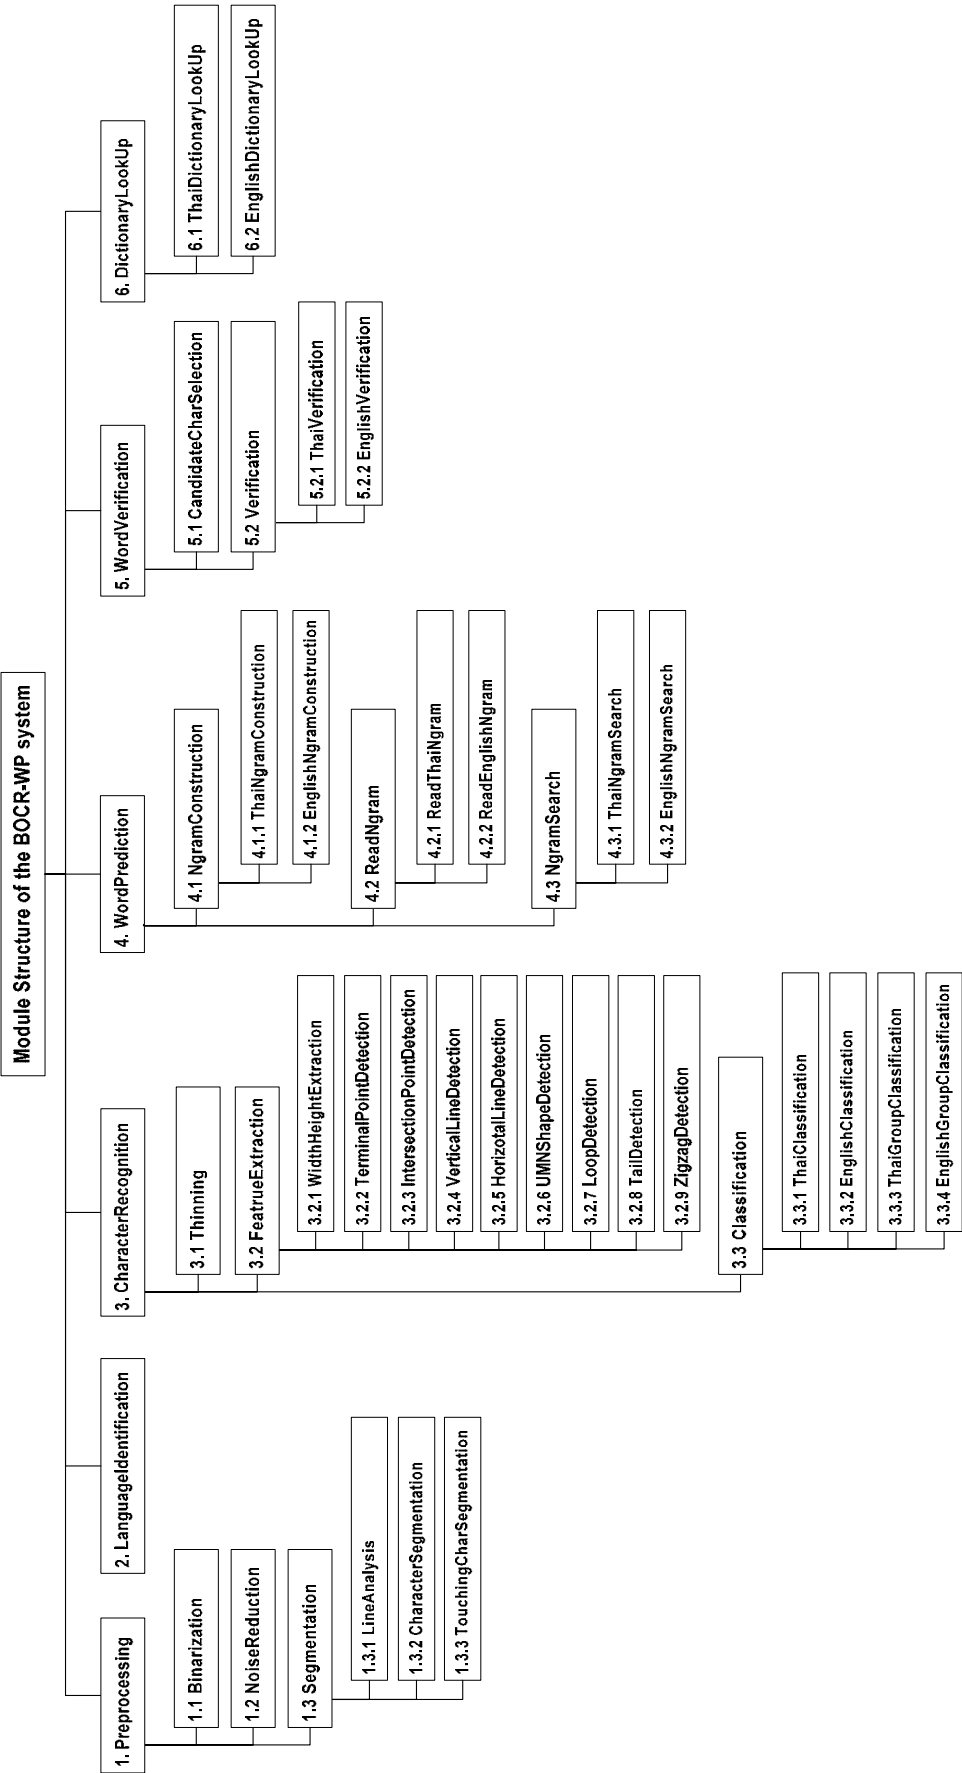 Module Structure of the BOCR-WP system
1. Preprocessing
1.1 Binarization
1.2 NoiseReduction
1.3 Segmentation
1.3.1 LineAnalysis
1.3.2 CharacterSegmentation
1.3.3 TouchingCharSegmentation
2. LanguageIdentification
3. CharacterRecognition
3.1 Thinning
3.2 FeatrueExtraction
3.2.1 WidthHeightExtraction
3.2.2 TerminalPointDetection
3.2.3 IntersectionPointDetection
3.2.4 VerticalLineDetection
3.2.5 HorizotalLineDetection
3.2.6 UMNShapeDetection
3.2.7 LoopDetection
3.2.8 TailDetection
3.2.9 ZigzagDetection
3.3 Classification
3.3.1 ThaiClassification
3.3.2 EnglishClassification
3.3.3 ThaiGroupClassification
3.3.4 EnglishGroupClassification
4. WordPrediction
4.1 NgramConstruction
4.1.1 ThaiNgramConstruction
4.1.2 EnglishNgramConstruction
4.2 ReadNgram
4.2.1 ReadThaiNgram
4.2.2 ReadEnglishNgram
4.3 NgramSearch
4.3.1 ThaiNgramSearch
4.3.2 EnglishNgramSearch
5. WordVerification
5.1 CandidateCharSelection
5.2 Verification
5.2.1 ThaiVerification
5.2.2 EnglishVerification
6. DictionaryLookUp
6.1 ThaiDictionaryLookUp
6.2 EnglishDictionaryLookUp